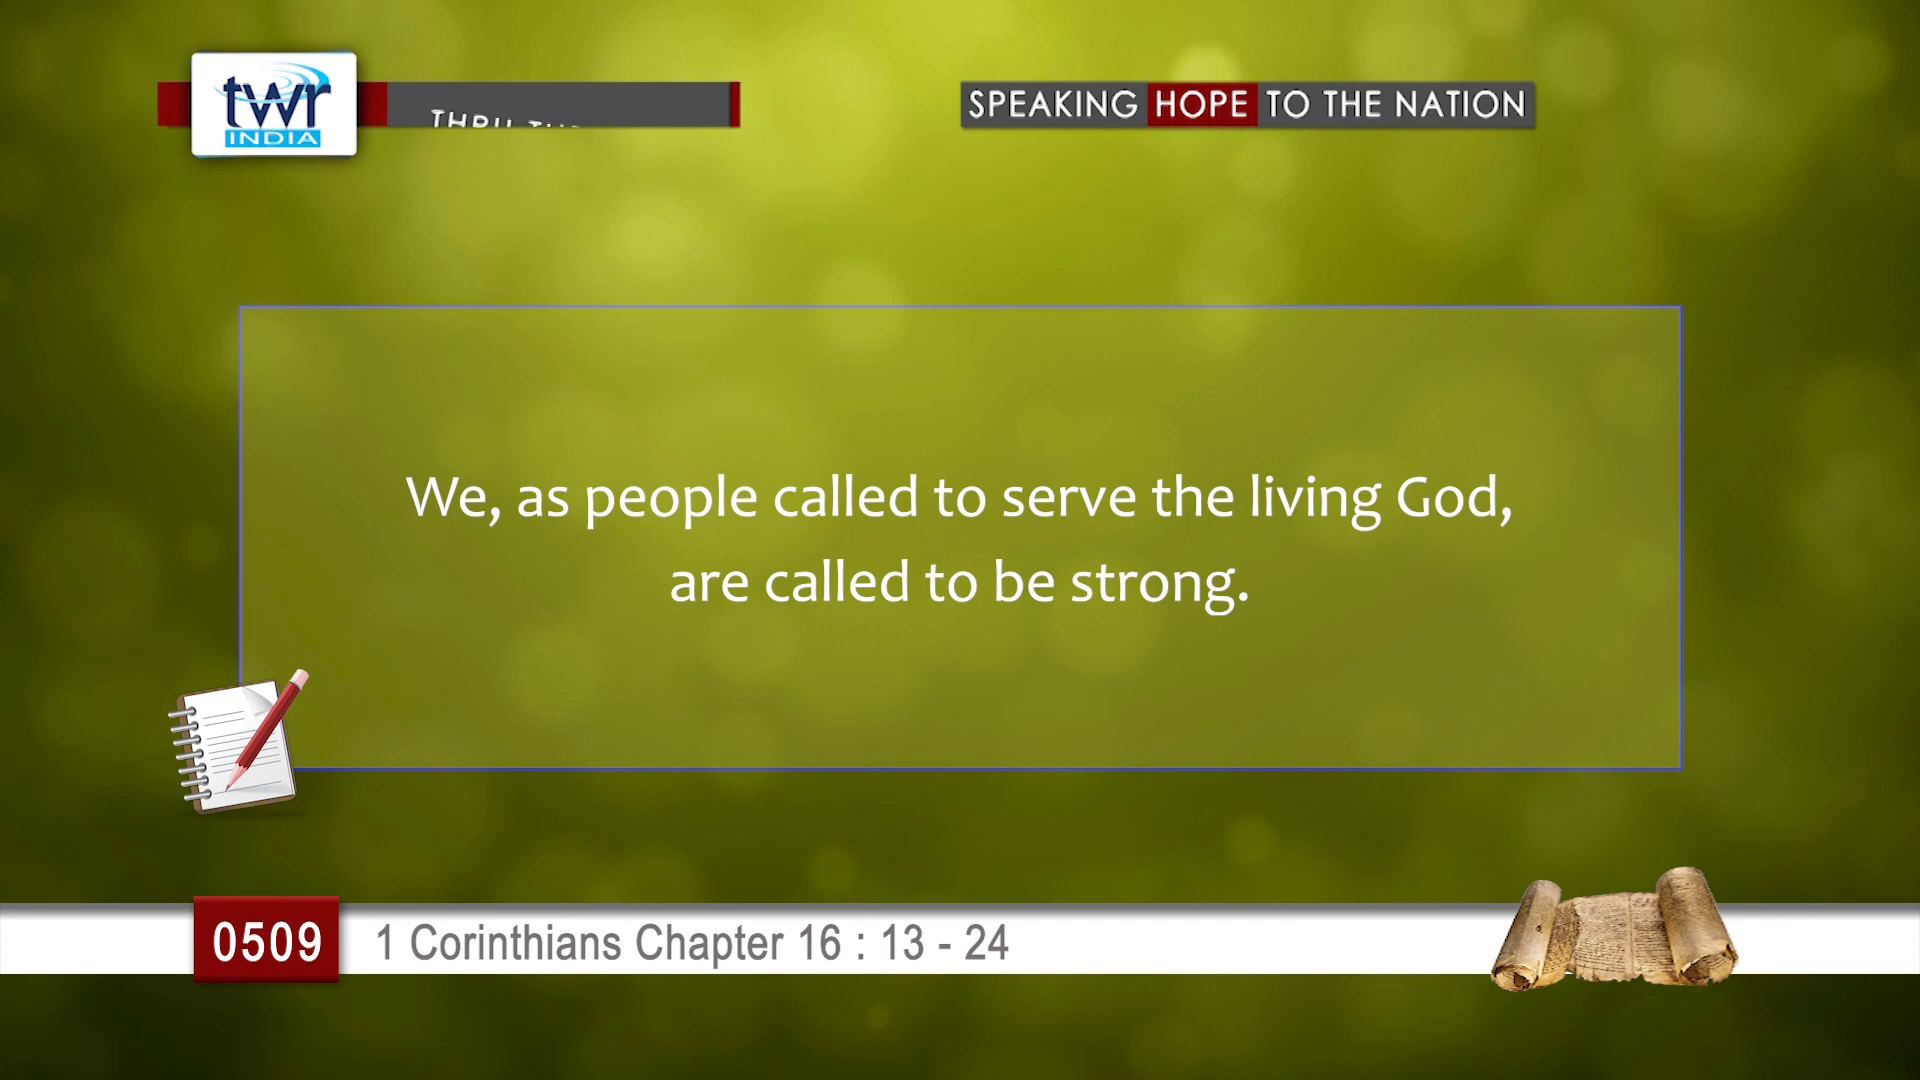 twr
INDIA
THRU
SPEAKING HOPE TO THE NATION
We, as people called to serve the living God,
are called to be strong.
0509
1 Corinthians Chapter 16 : 13 - 24